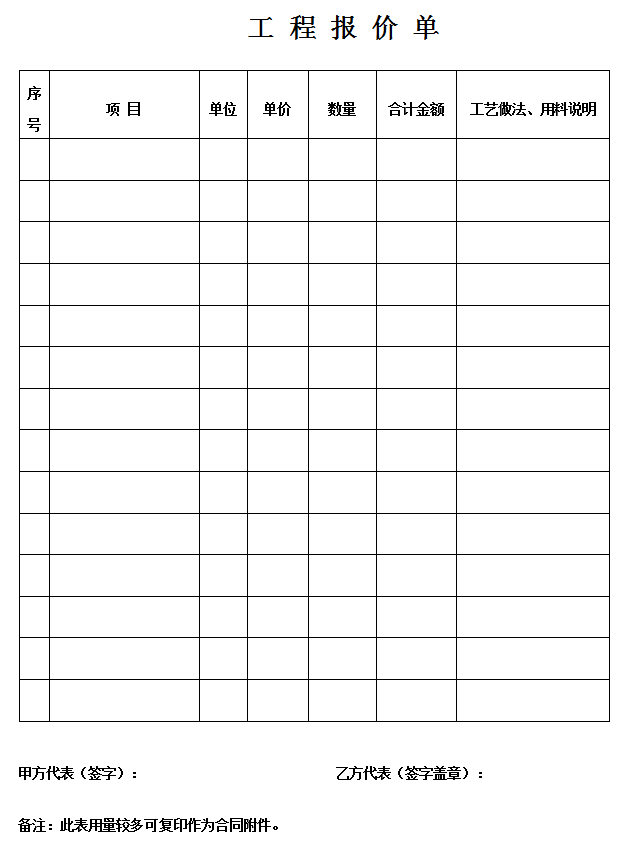 工 程 报 价 单
序号 项 目 单位 单价 数量 合计金额 工艺做法、用料说明
甲方代表（签字）： 乙方代表（签字盖章）：
备注：此表用量较多可复印作为合同附件。